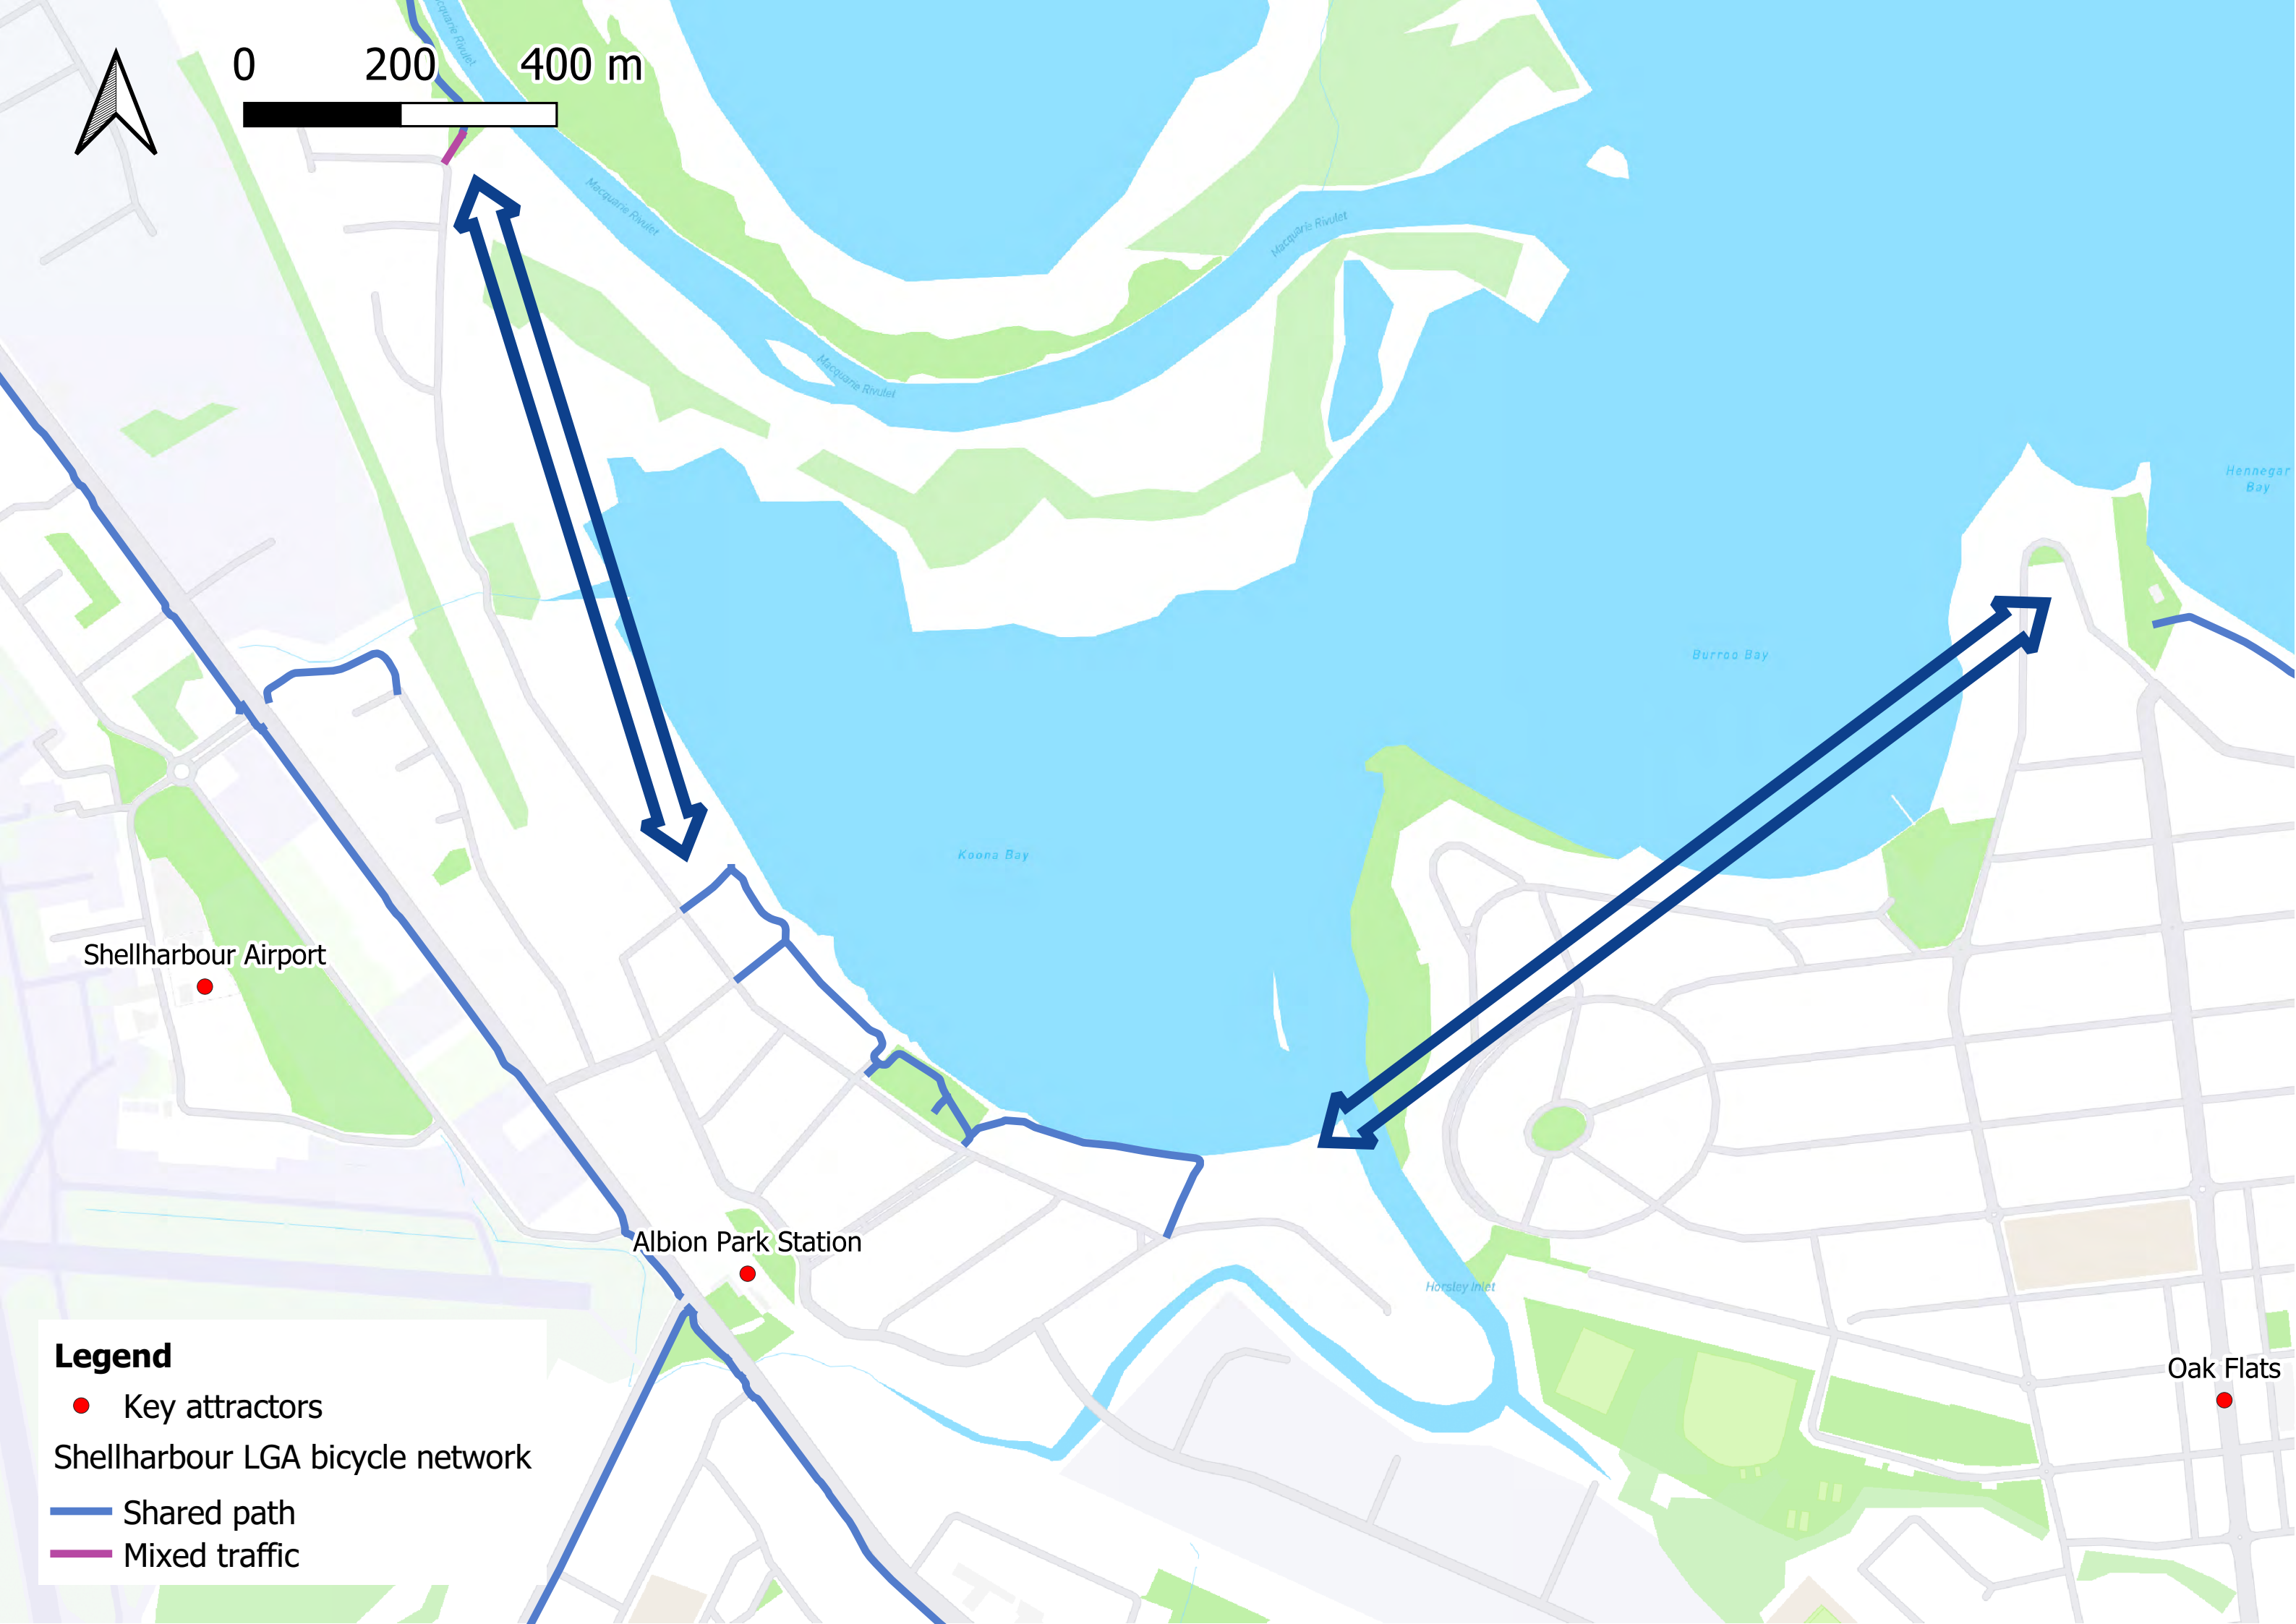 Macquarie Rivulet
0 200 400 m
Macquarie Rivulet
Macquarie Rivulet
Macquarie Rivulet
Hennegar
Bay
Burroo Bay
Koona Bay
Shellharbour Airport
Albion Park Station
Horsley Inlet
Oak Flats
Legend
Key attractors
Shellharbour LGA bicycle network
Shared path
Mixed traffic